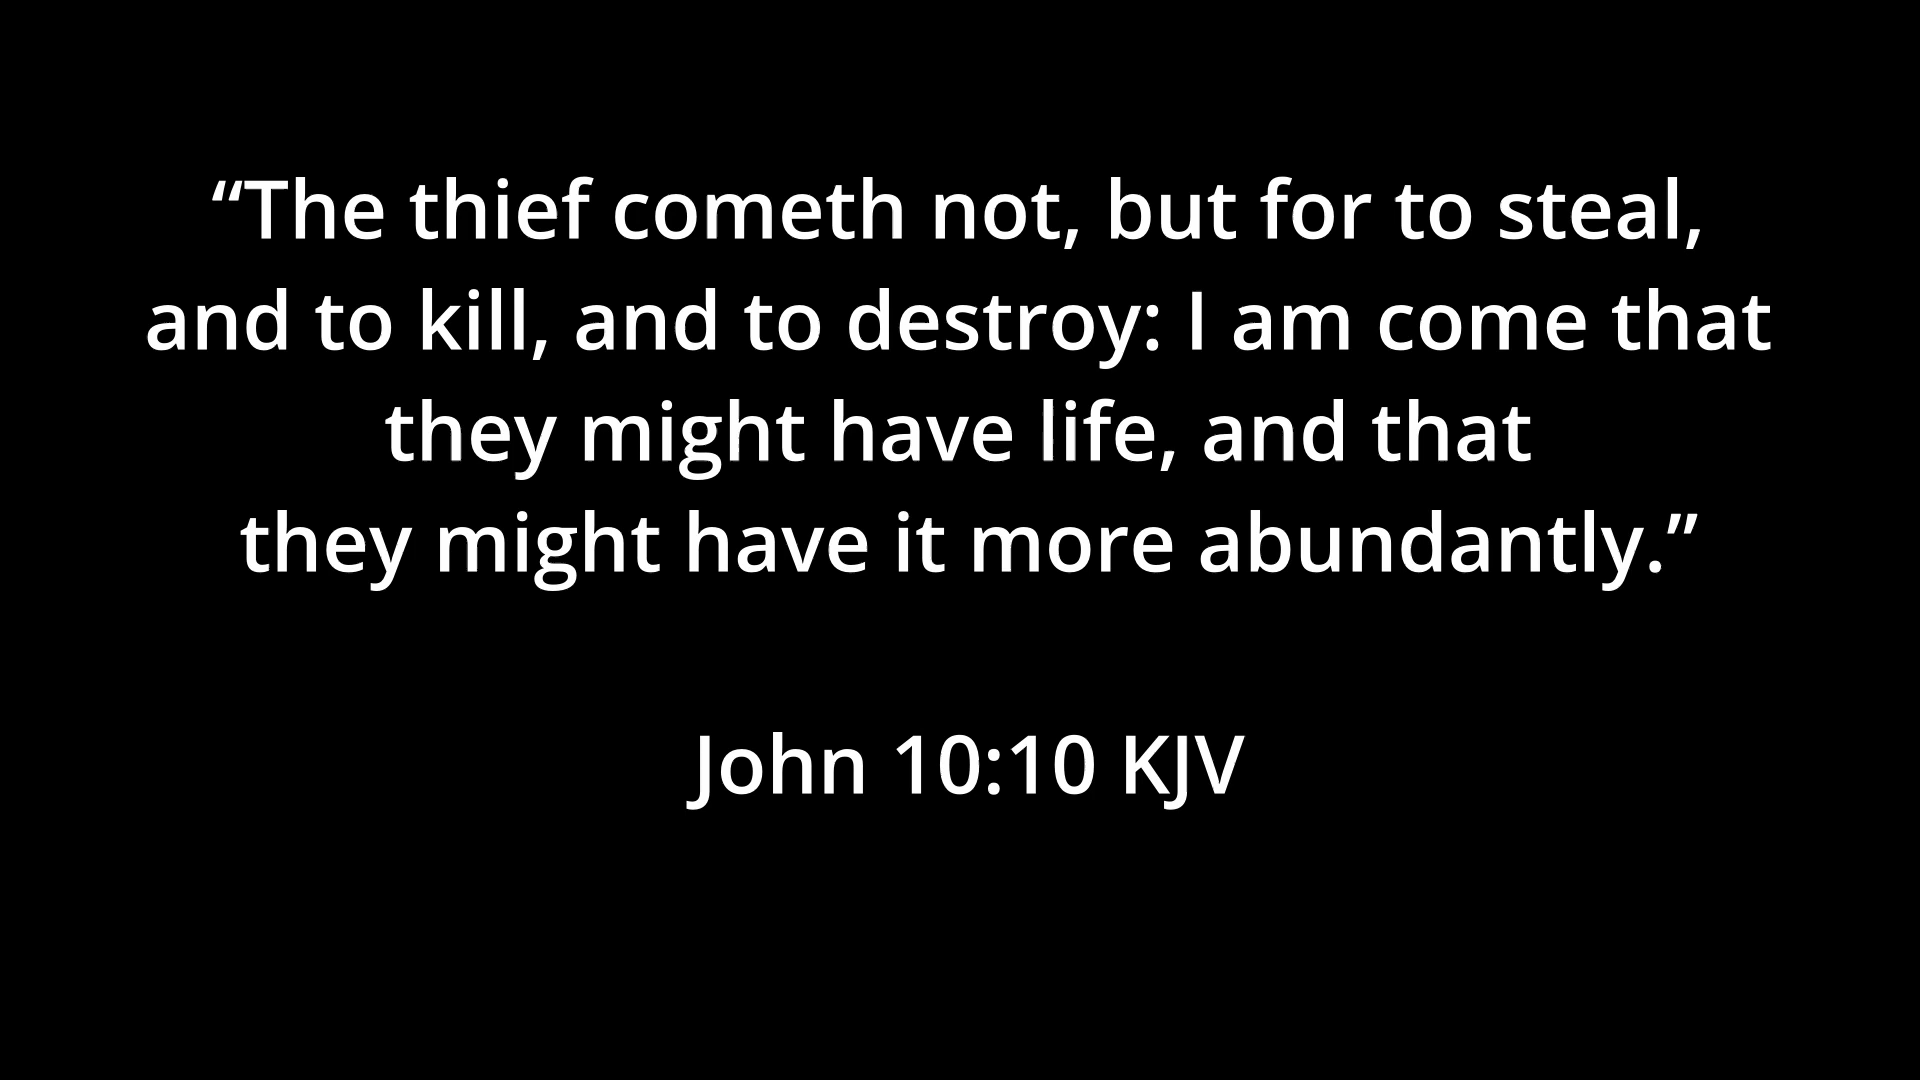 “The thief cometh not, but for to steal,
and to kill, and to destroy: I am come that
they might have life, and that
they might have it more abundantly.”
John 10:10 KJV